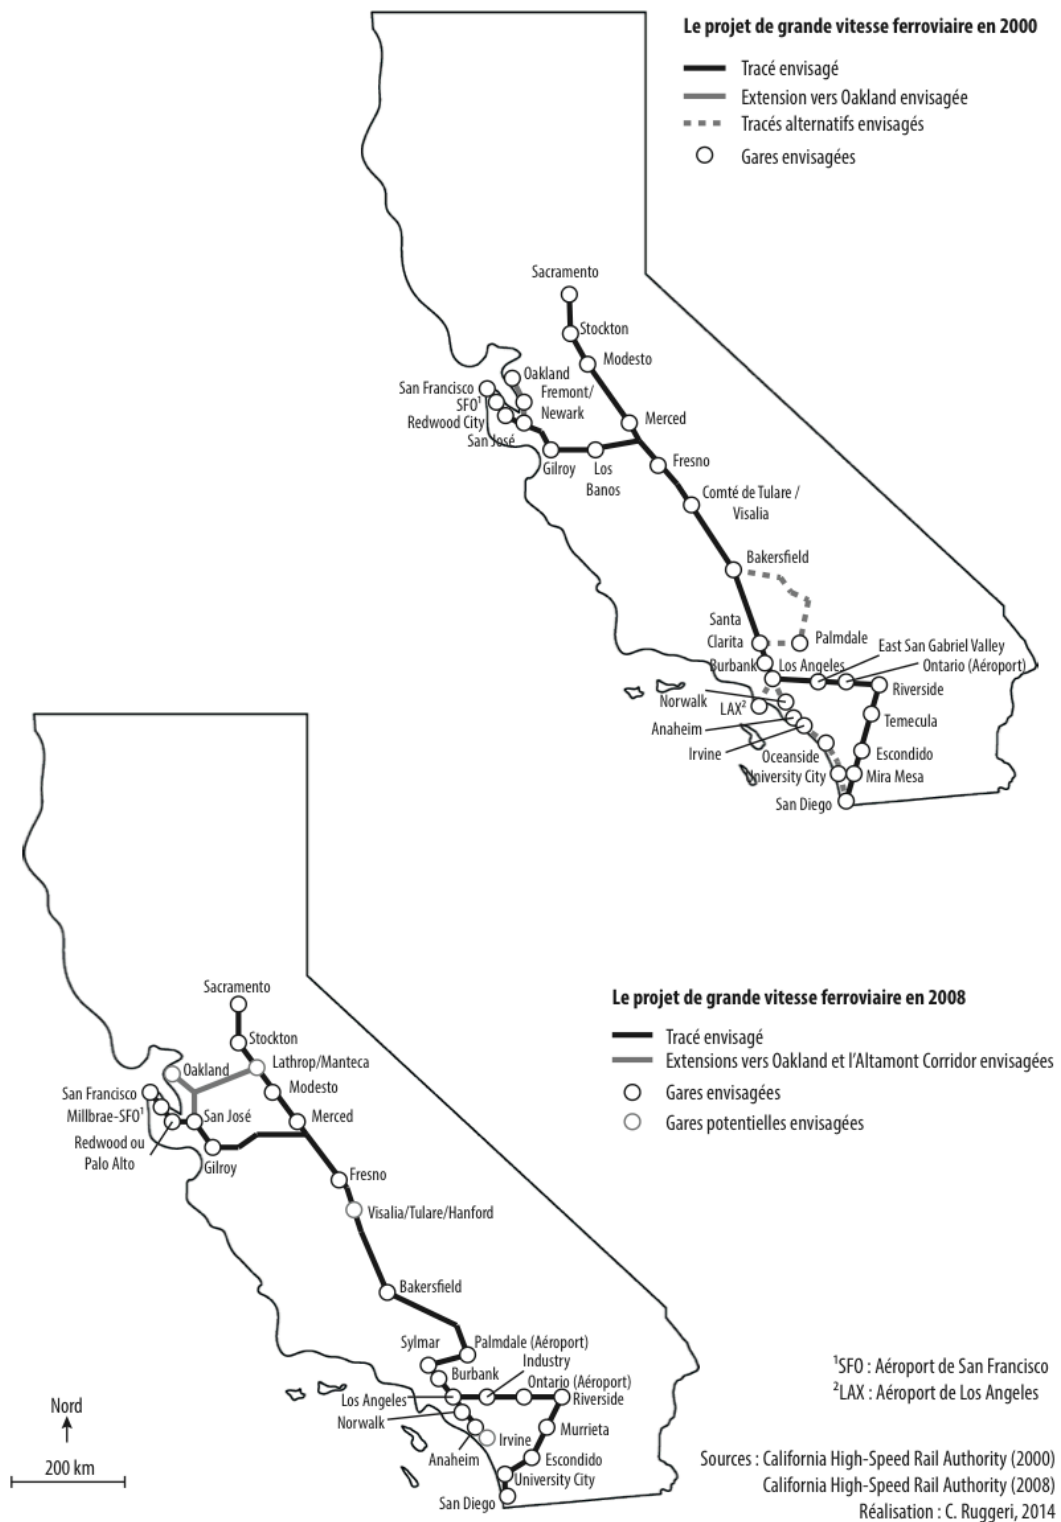 Le projet de grande vitesse ferroviaire en 2000
Tracé envisagé
Extension vers Oakland envisagée
Tracés alternatifs envisagés
Gares envisagées
Sacramento
Stockton
Modesto
Oakland
San Francisco
Fremont/
Newark
SFO¹
Redwood City
Merced
San José
Gilroy
Los
Banos
Fresno
Comté de Tulare /
Visalia
Bakersfield
Santa
Clarita
Palmdale
East San Gabriel Valley
Burbank
Los Angeles
Ontario (Aéroport)
Riverside
Norwalk
LAX²
Temecula
Anaheim
Irvine
Oceanside
Escondido
University City
Mira Mesa
San Diego
Le projet de grande vitesse ferroviaire en 2008
Tracé envisagé
Extensions vers Oakland et l'Altamont Corridor envisagées
Gares envisagées
Gares potentielles envisagées
Sacramento
Stockton
Lathrop/Manteca
Oakland
Modesto
San Francisco
Millbrae-SFO¹
San José
Merced
Redwood ou
Palo Alto
Gilroy
Fresno
Visalia/Tulare/Hanford
Bakersfield
Sylmar
Palmdale (Aéroport)
Industry
Burbank
Ontario (Aéroport)
Los Angeles
Riverside
Norwalk
Murrieta
Irvine
Anaheim
Escondido
University City
San Diego
Nord
200 km
¹SFO : Aéroport de San Francisco
²LAX : Aéroport de Los Angeles
Sources : California High-Speed Rail Authority (2000)
California High-Speed Rail Authority (2008)
Réalisation : C. Ruggeri, 2014